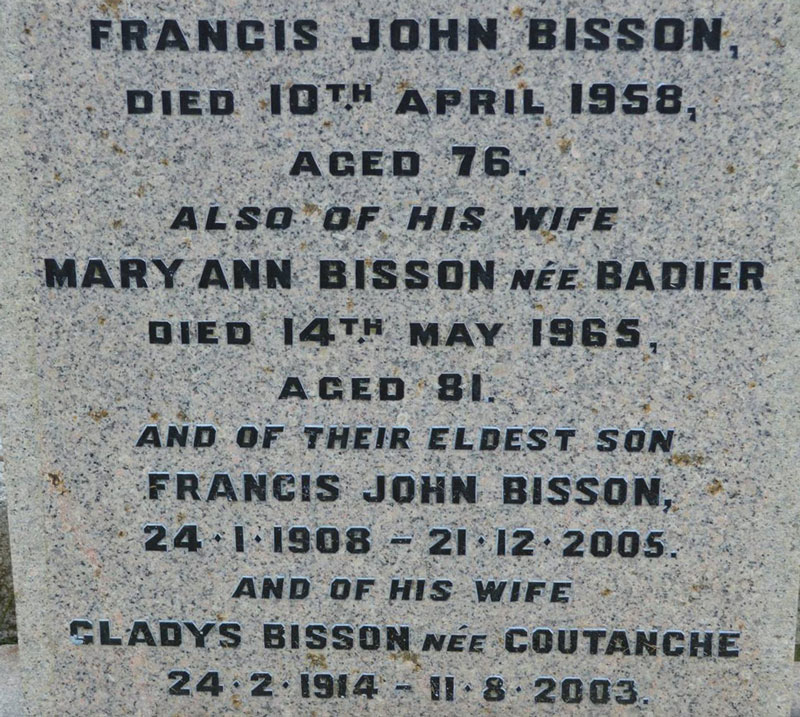 FRANCIS JOHN BISSON,
DIED 10TH APRIL 1958,
AGED 76.
ALSO OF HIS WIFE
MARY ANN BISSON NÉE BADIER
DIED 14TH MAY 1965,
AGED 81.
AND OF THEIR ELDEST SON
FRANCIS JOHN BISSON,
24·1·1908 – 21·12·2005.
AND OF HIS WIFE
GLADYS BISSON NÉE COUTANCHE
24·2·1914 – 11·8·2003.